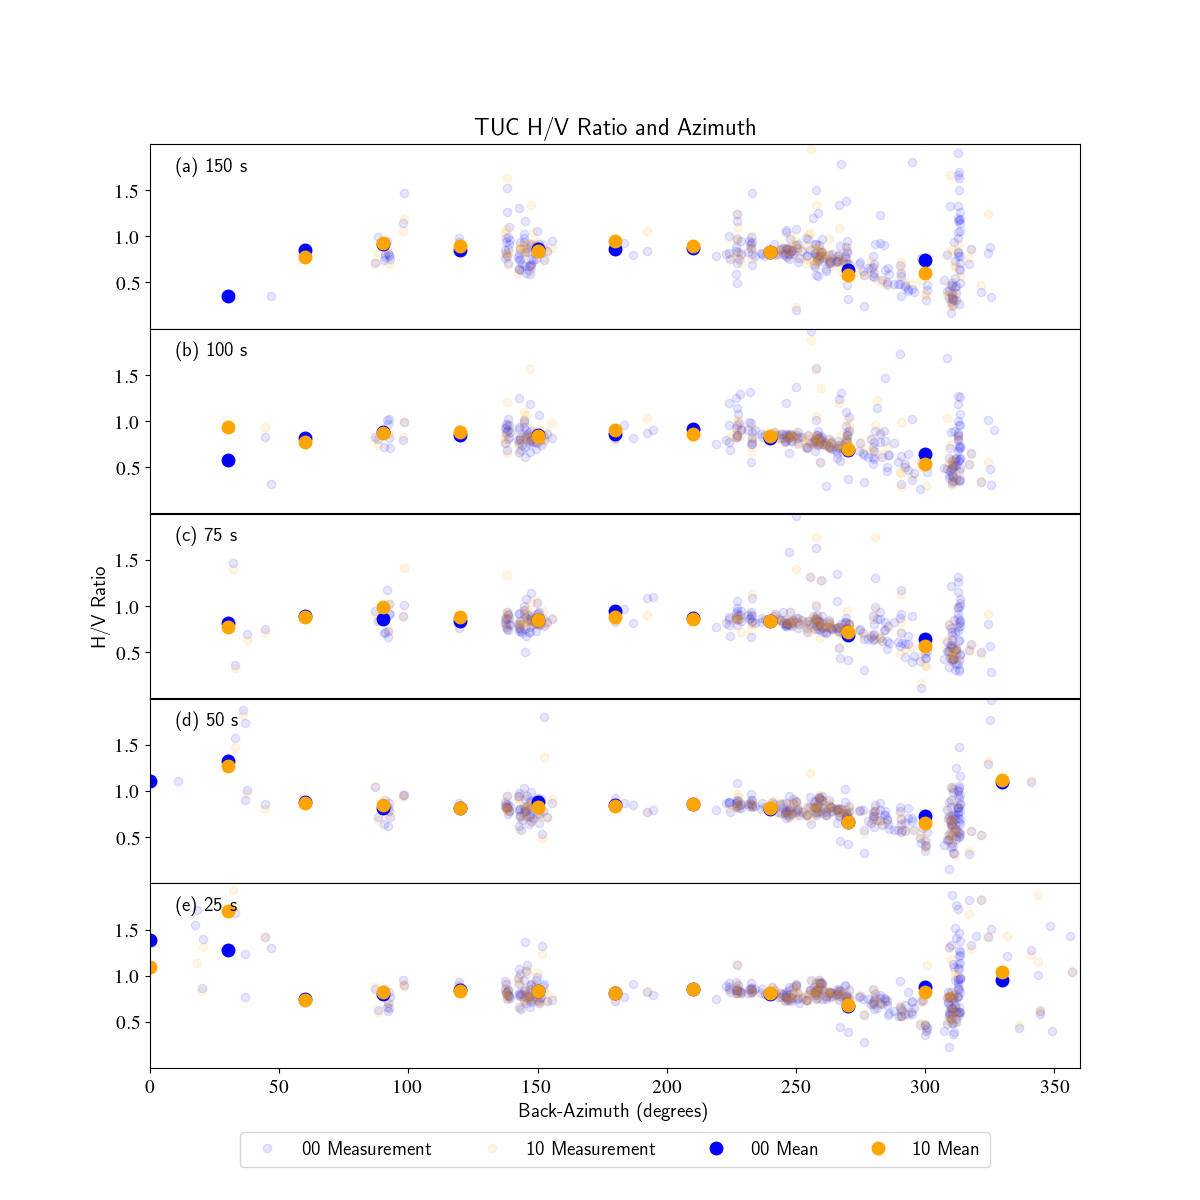 TUC H/V Ratio and Azimuth
(a) 150 s
1.5
1.0
0.5
(b) 100 s
1.5
1.0
0.5
(c) 75 s
1.5
1.0
0.5
H/V Ratio
(d) 50 s
1.5
1.0
0.5
(e) 25 s
1.5
1.0
0.5
0 50 100 150 200 250 300 350
Back-Azimuth (degrees)
00 Measurement 10 Measurement 00 Mean 10 Mean